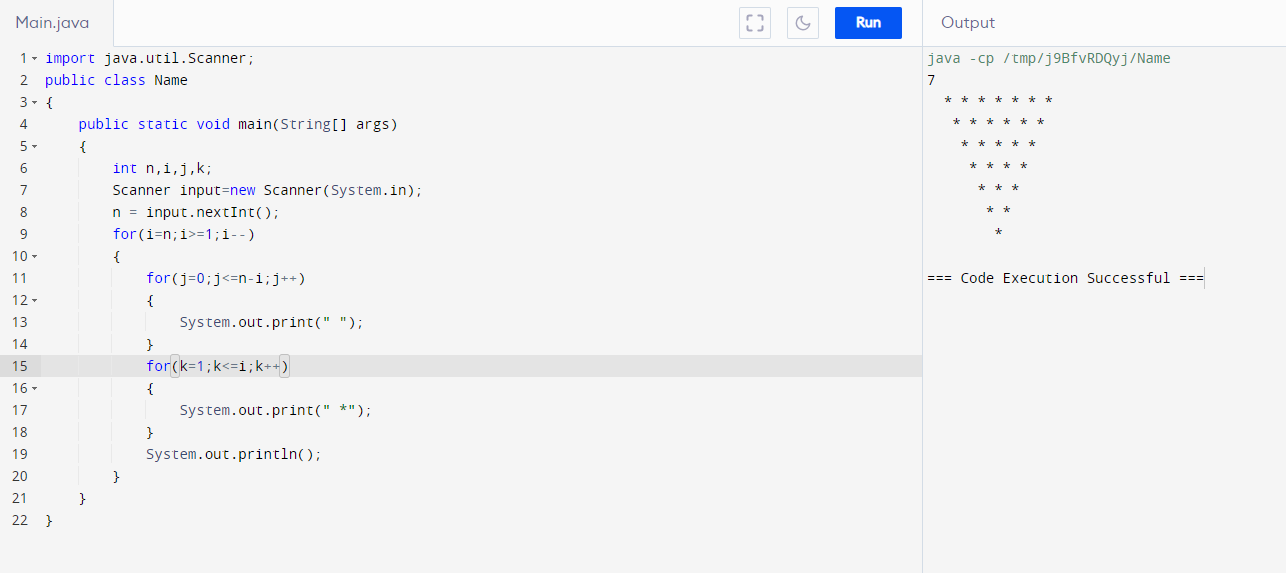 Main.java
Run
Output
1 import java.util.Scanner;
2 public class Name
3 {
4     public static void main(String[] args)
5     {
6         int n,i,j,k;
7         Scanner input=new Scanner(System.in);
8         n = input.nextInt();
9         for(i=n;i>=1;i--)
10         {
11             for(j=0;j<=n-i;j++)
12             {
13                 System.out.print(" ");
14             }
15             for(k=1;k<=i;k++)
16             {
17                 System.out.print(" *");
18             }
19             System.out.println();
20         }
21     }
22 }
java -cp /tmp/j9BfvRDQyj/Name
7
  * * * * * * *
   * * * * * *
    * * * * *
     * * * *
      * * *
       * *
        *
=== Code Execution Successful ===